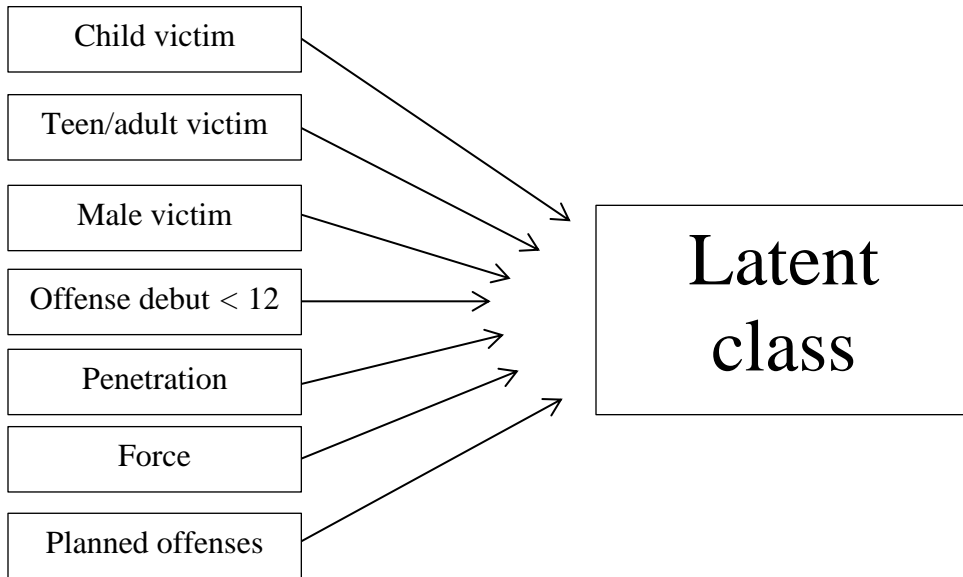 Child victim
Teen/adult victim
Male victim
Offense debut < 12
Penetration
Force
Planned offenses
Latent
class